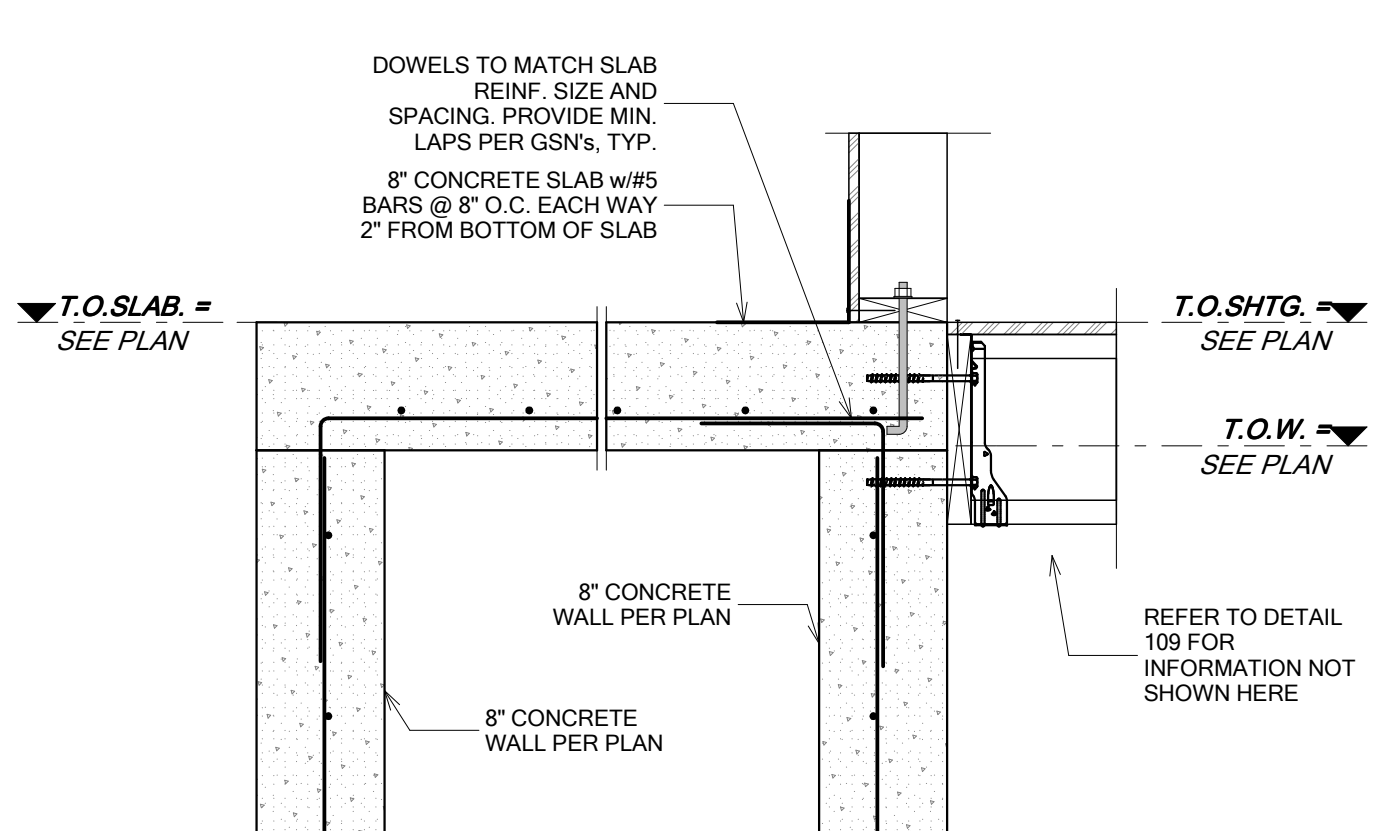 DOWELS TO MATCH SLAB
REINF. SIZE AND
SPACING. PROVIDE MIN.
LAPS PER GSN's, TYP.
8" CONCRETE SLAB w/#5
BARS @ 8" O.C. EACH WAY
2" FROM BOTTOM OF SLAB
T.O.SLAB. =
SEE PLAN
T.O.SHTG. =
SEE PLAN
T.O.W. =
SEE PLAN
8" CONCRETE
WALL PER PLAN
REFER TO DETAIL
109 FOR
INFORMATION NOT
SHOWN HERE
8" CONCRETE
WALL PER PLAN